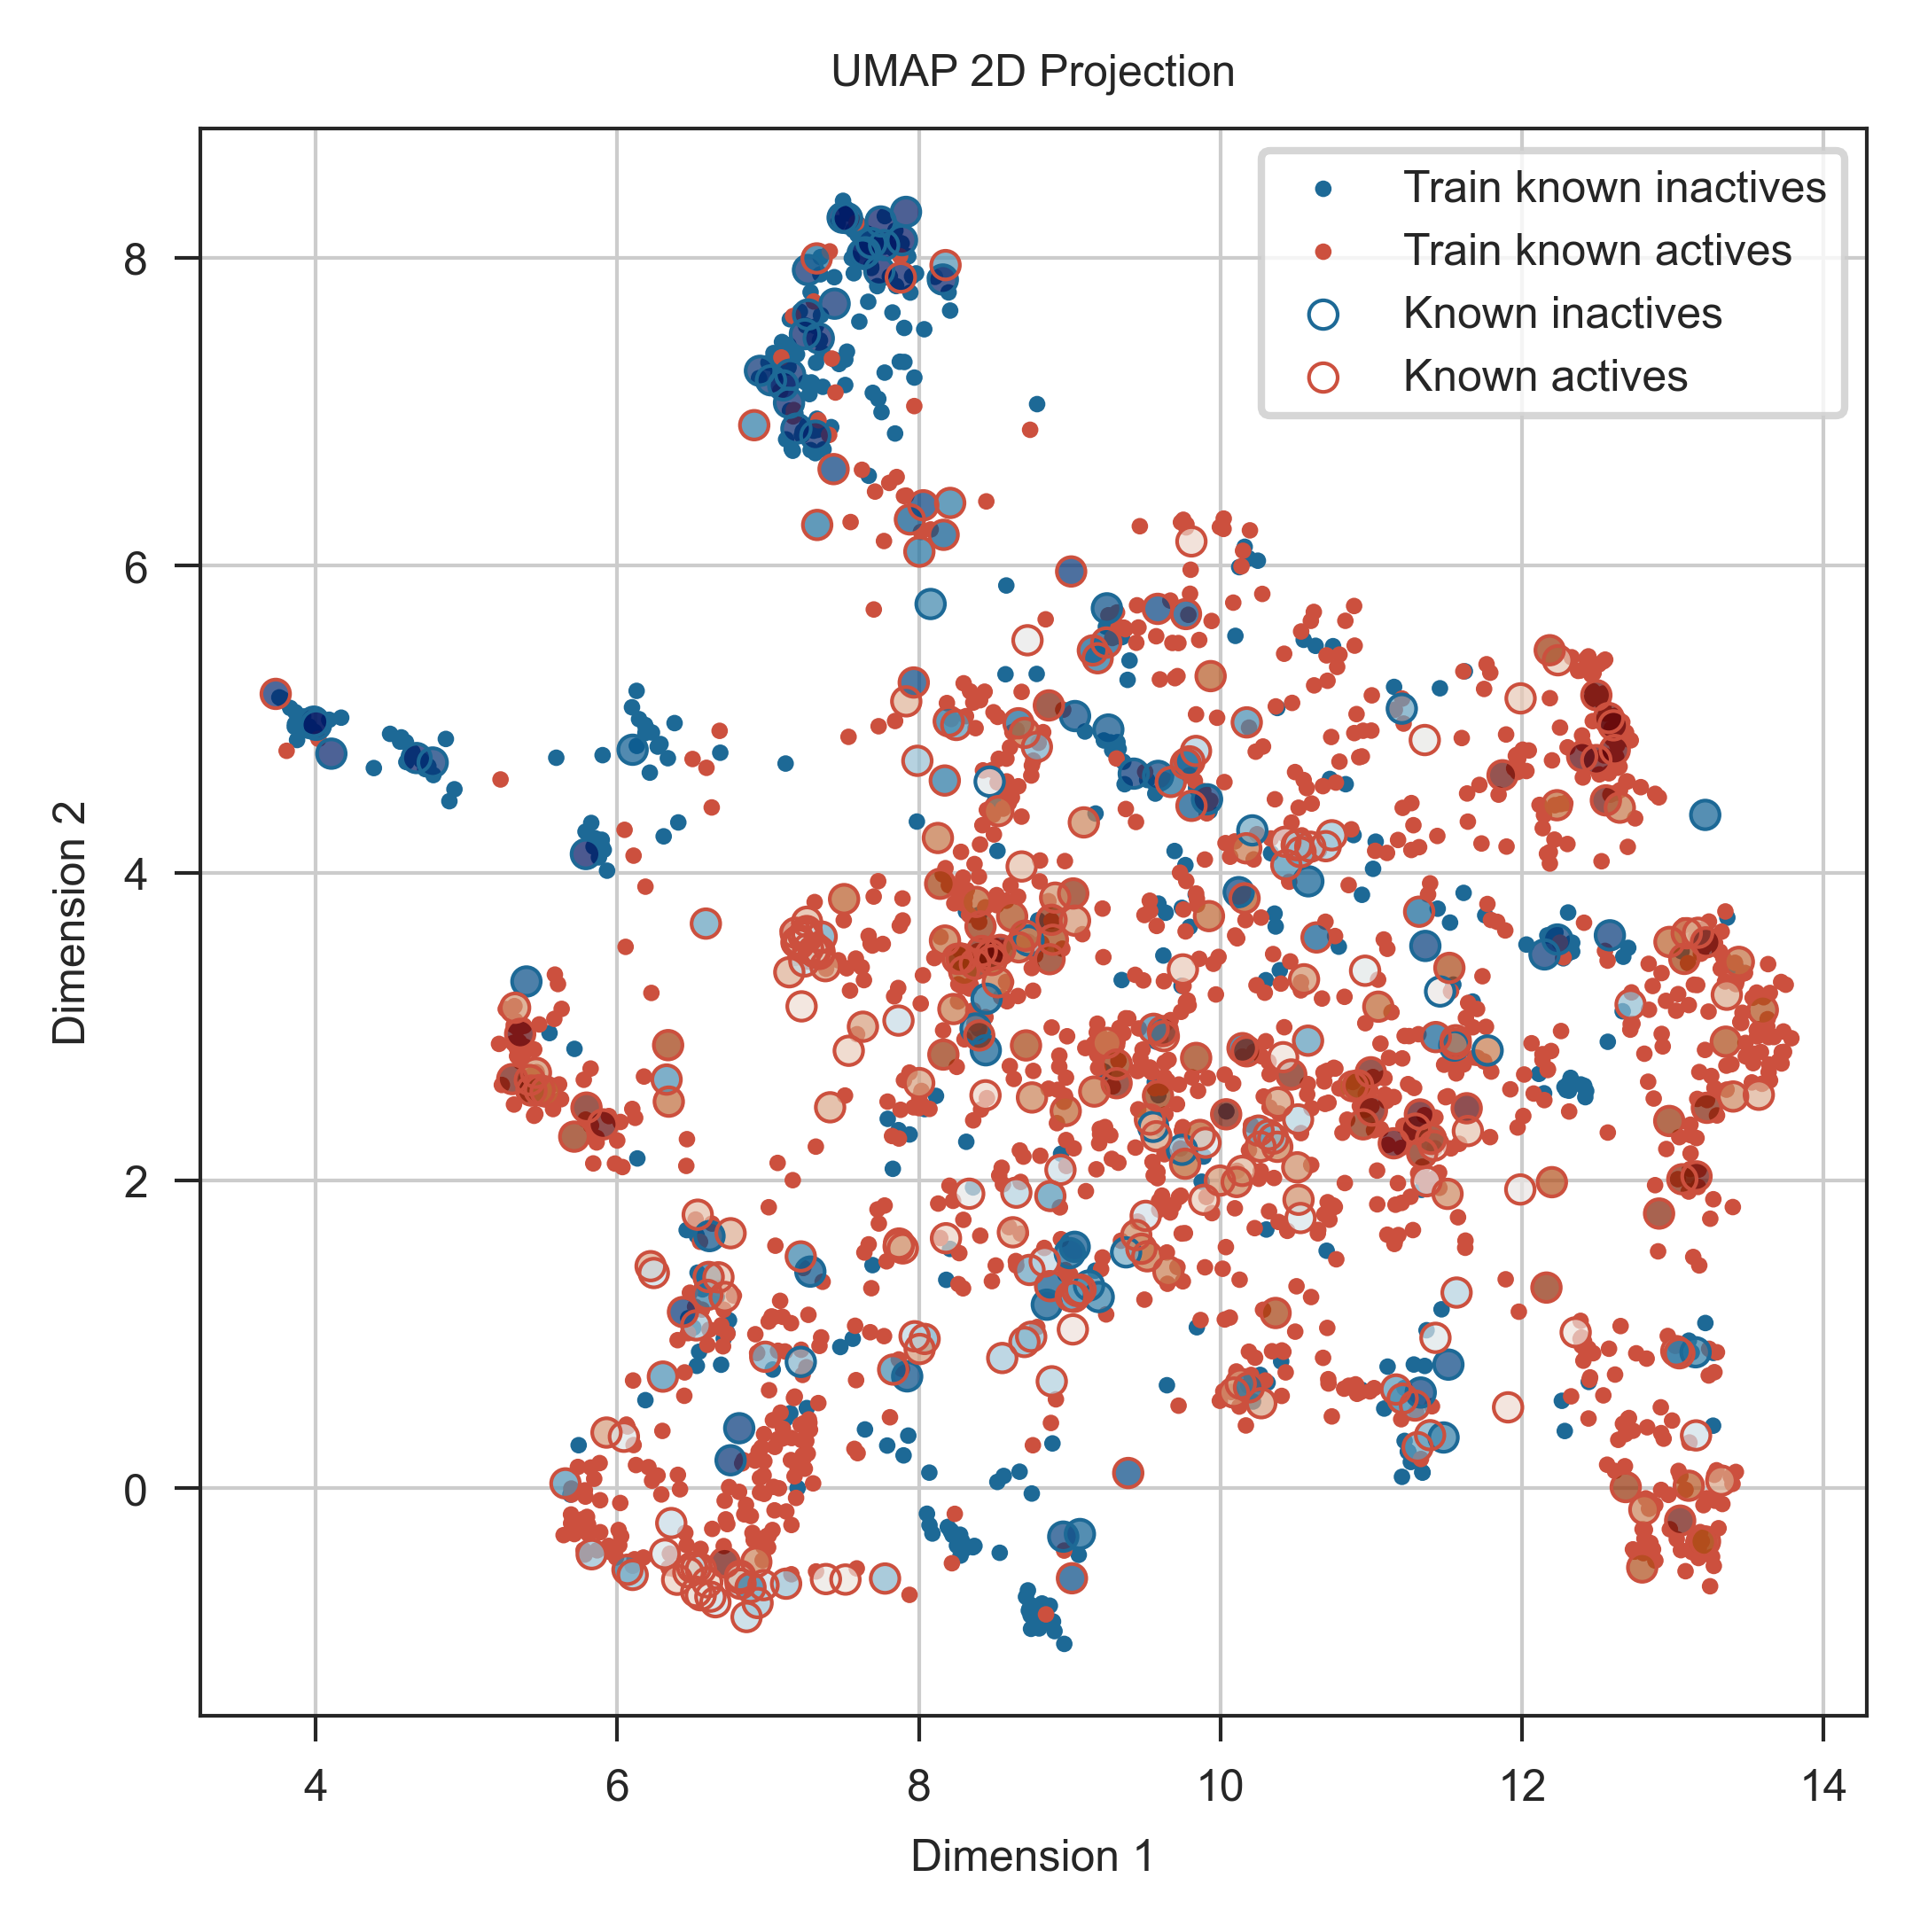 UMAP 2D Projection
Train known inactives
Train known actives
Known inactives
Known actives
8
6
4
2
0
Dimension 2
4
6
8
10
12
14
Dimension 1